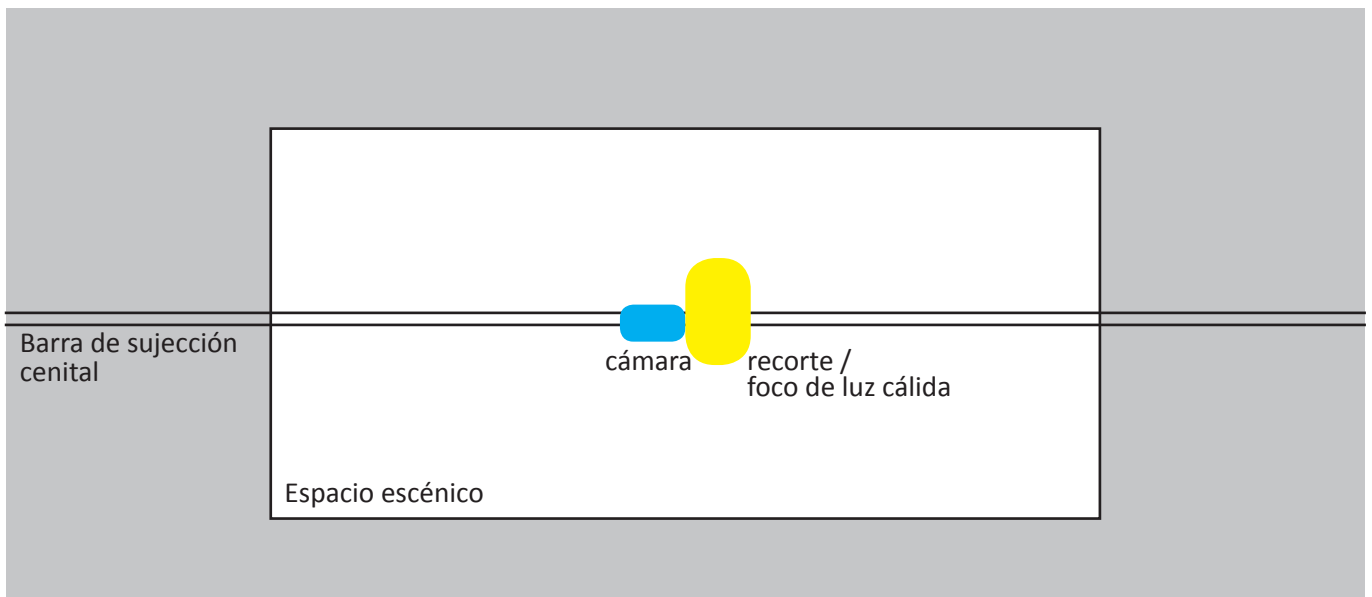 Barra de sujección
cenital
cámara
recorte /
foco de luz cálida
Espacio escénico